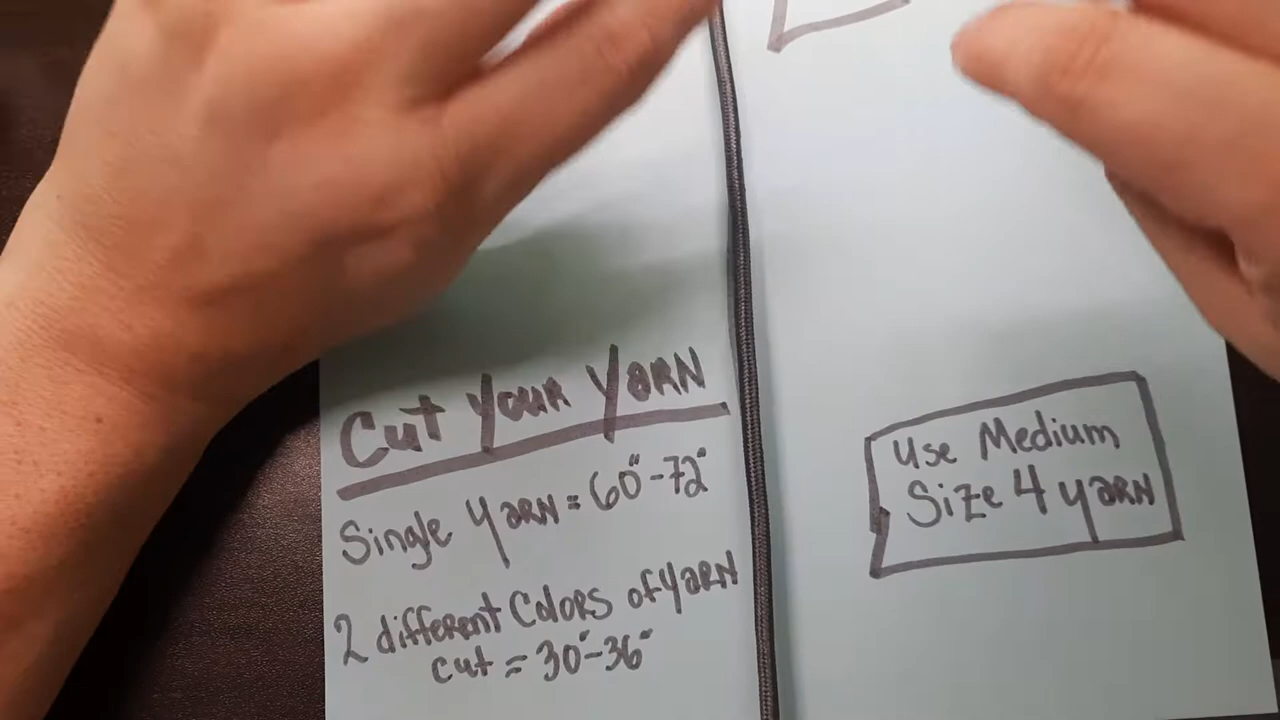 Cut Your Yarn
Single Yarn = 60"-72"
2 different Colors of Yarn
cut = 30"-36"
Use Medium
Size 4 yarn